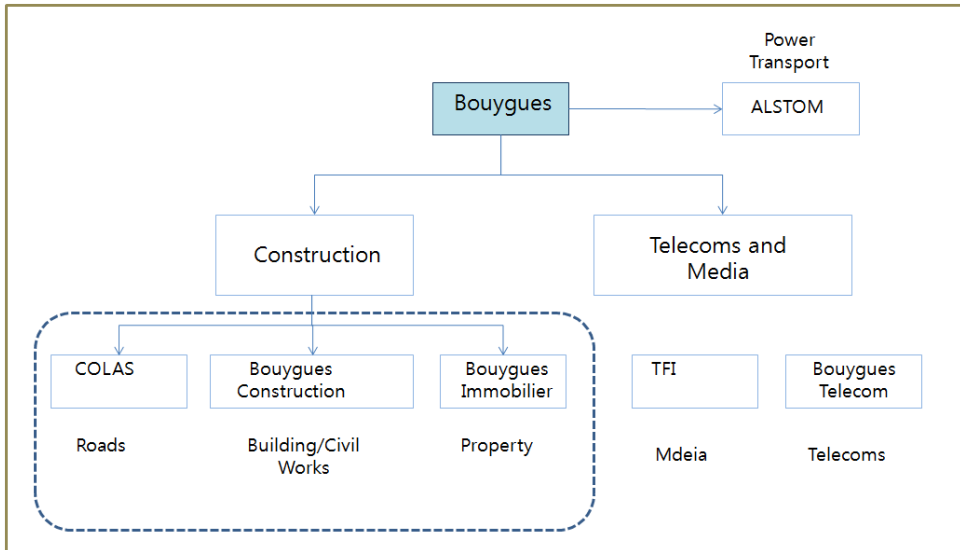 Power
Transport
Bouygues
ALSTOM
Construction
Telecoms and
Media
COLAS
Bouygues
Construction
Bouygues
Immobilier
TFI
Bouygues
Telecom
Roads
Building/Civil
Works
Property
Mdeia
Telecoms